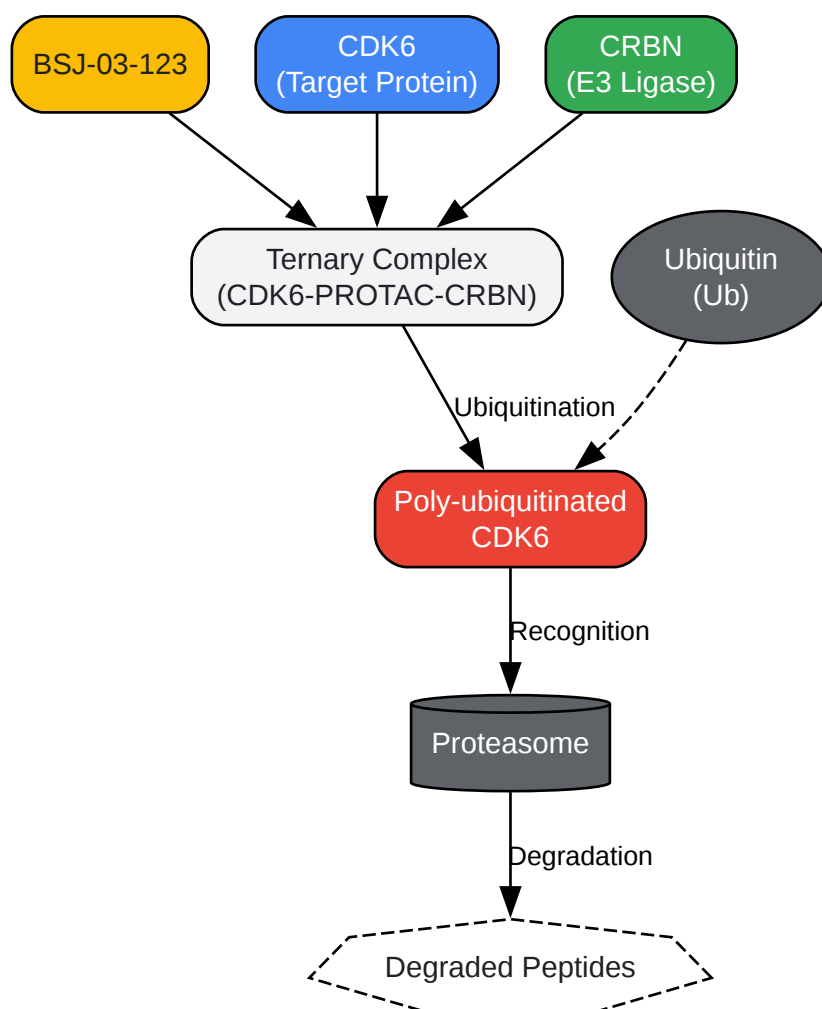 BSJ-03-123
CDK6
(Target Protein)
CRBN
(E3 Ligase)
Ternary Complex
(CDK6-PROTAC-CRBN)
Ubiquitin
(Ub)
Ubiquitination
Poly-ubiquitinated
CDK6
Recognition
Proteasome
Degradation
Degraded Peptides